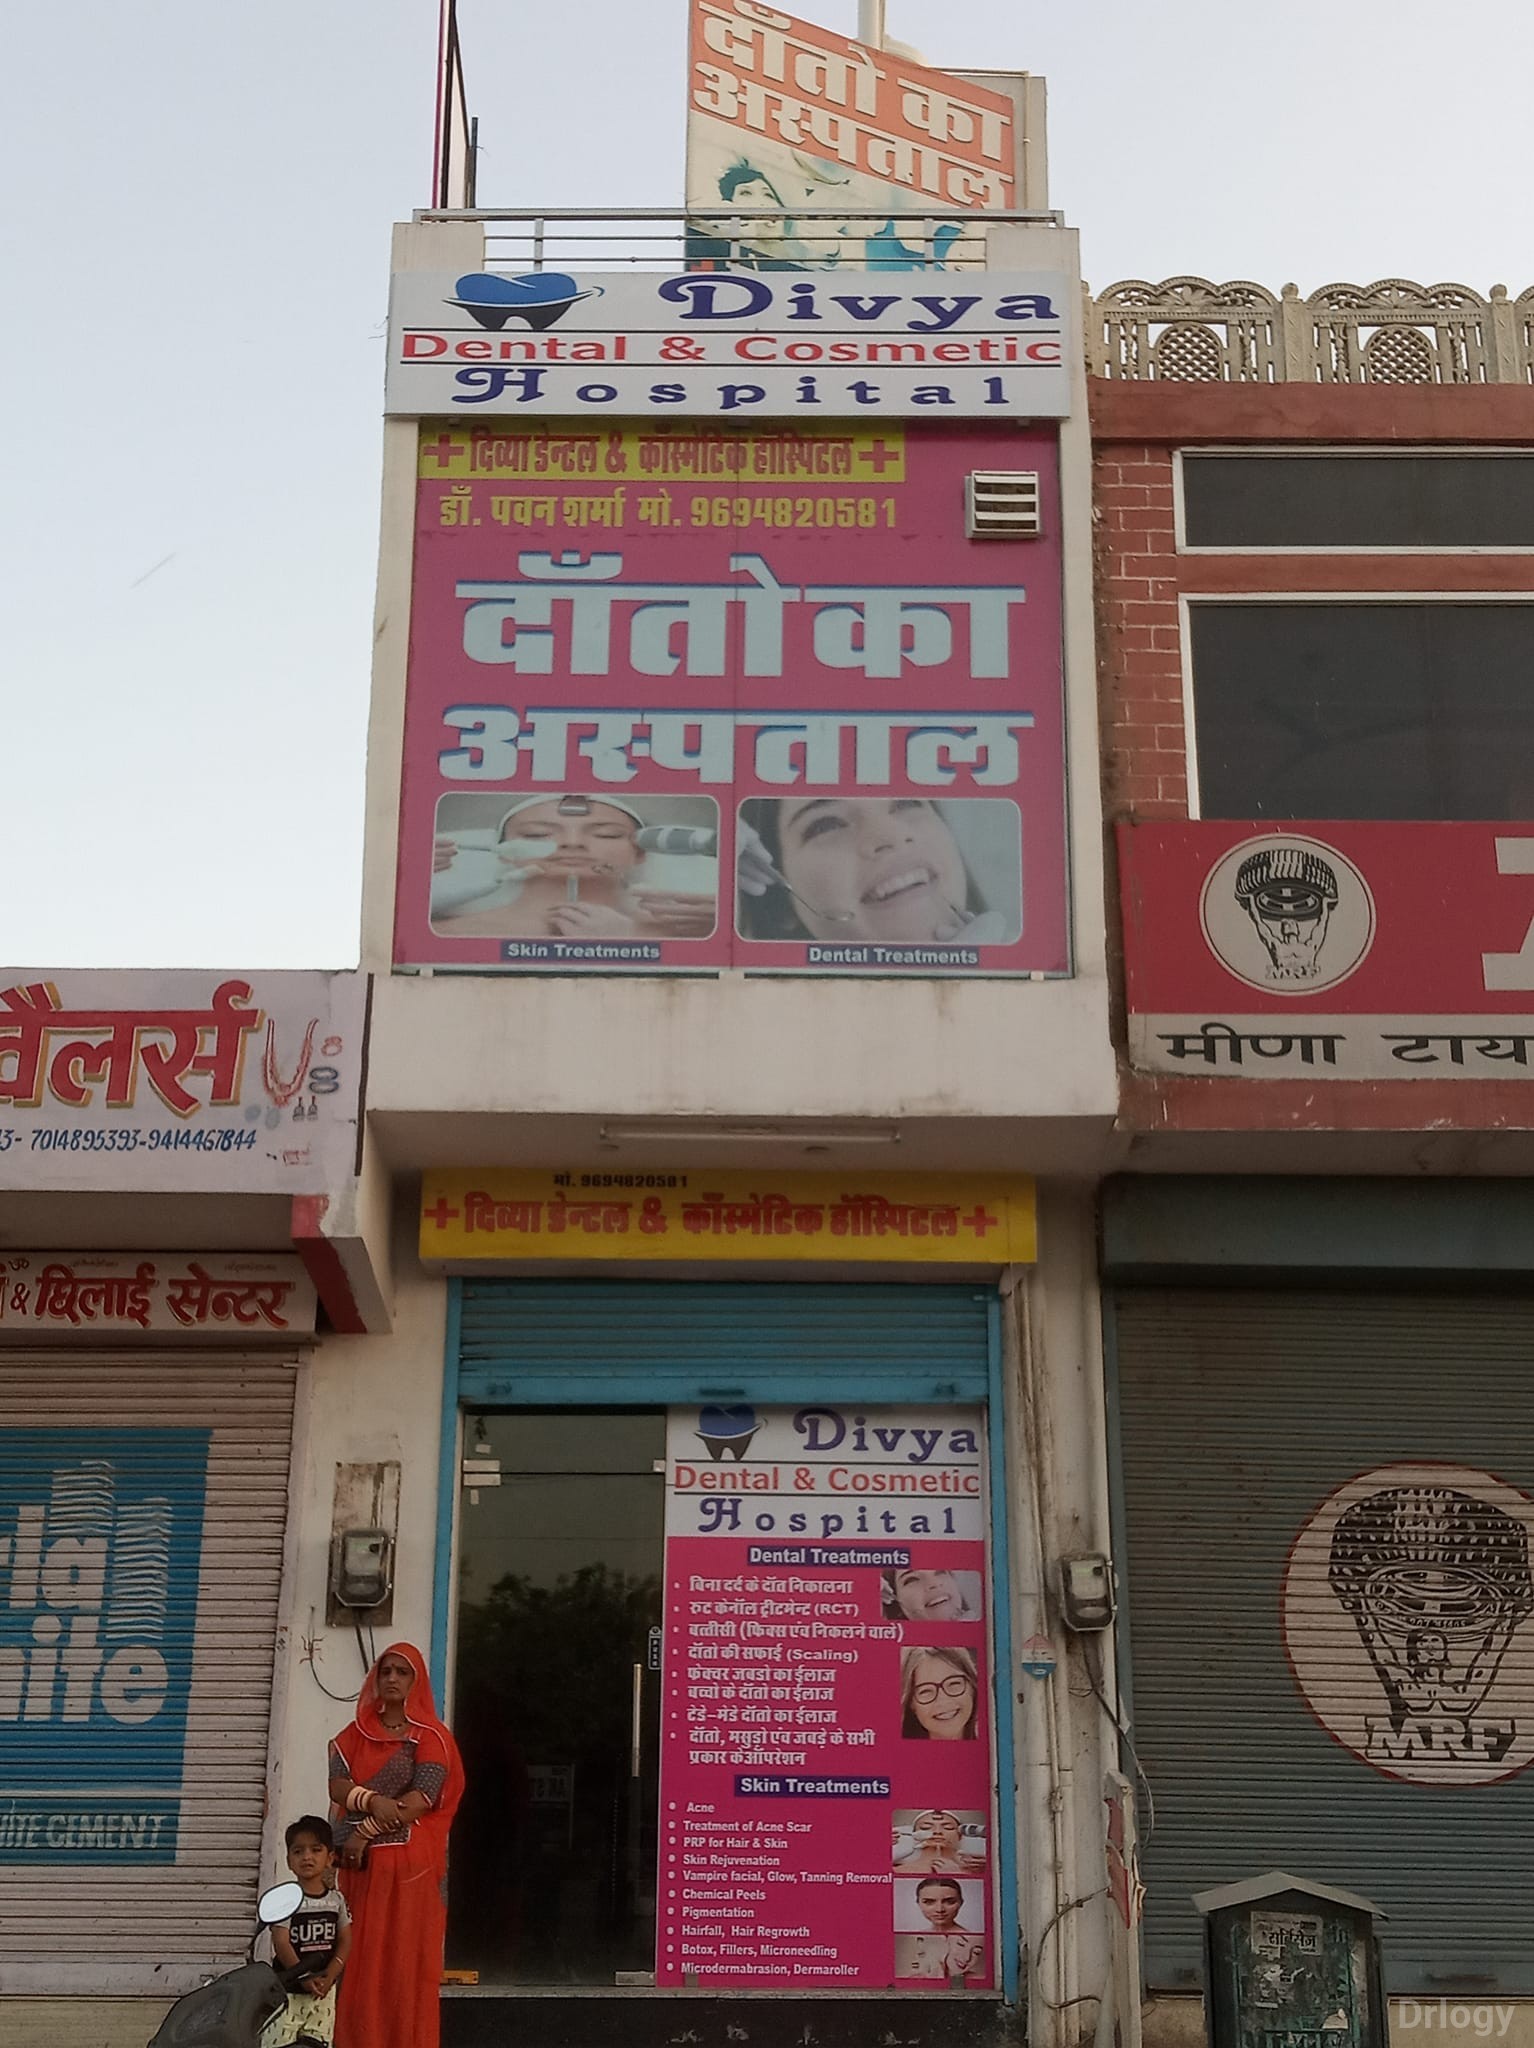 दाँतो का
अस्पताल
Divya
Dental & Cosmetic
Hospital
+ दिव्या डेन्टल & कॉस्मेटिक हॉस्पिटल +
डॉ. पवन शर्मा मो. 9694820581
दाँतो का
अस्पताल
Skin Treatments
Dental Treatments
MRF
मीणा टाय
वैलर्स
3- 7014895393-9414467844
मो. 9694820581
+ दिव्या डेन्टल & कॉस्मेटिक हॉस्पिटल +
& छिलाई सेन्टर
Divya
Dental & Cosmetic
Hospital
Dental Treatments
• बिना दर्द के दाँत निकालना
• रुट केनॉल ट्रीटमेन्ट (RCT)
• बत्तीसी (फिक्स एंव निकलने वाले)
• दाँतो की सफाई (Scaling)
• फ्रेक्चर जबडो का ईलाज
• बच्चो के दाँतो का ईलाज
• टेडे-मेडे दाँतो का ईलाज
• दाँतो, मसुड़ो एंव जबड़े के सभी
प्रकार के ऑपरेशन
Skin Treatments
• Acne
• Treatment of Acne Scar
• PRP for Hair & Skin
• Skin Rejuvenation
• Vampire facial, Glow, Tanning Removal
• Chemical Peels
• Pigmentation
• Hairfall, Hair Regrowth
• Botox, Fillers, Microneedling
• Microdermabrasion, Dermaroller
MRF
CEMENT
SUPER
Drlogy